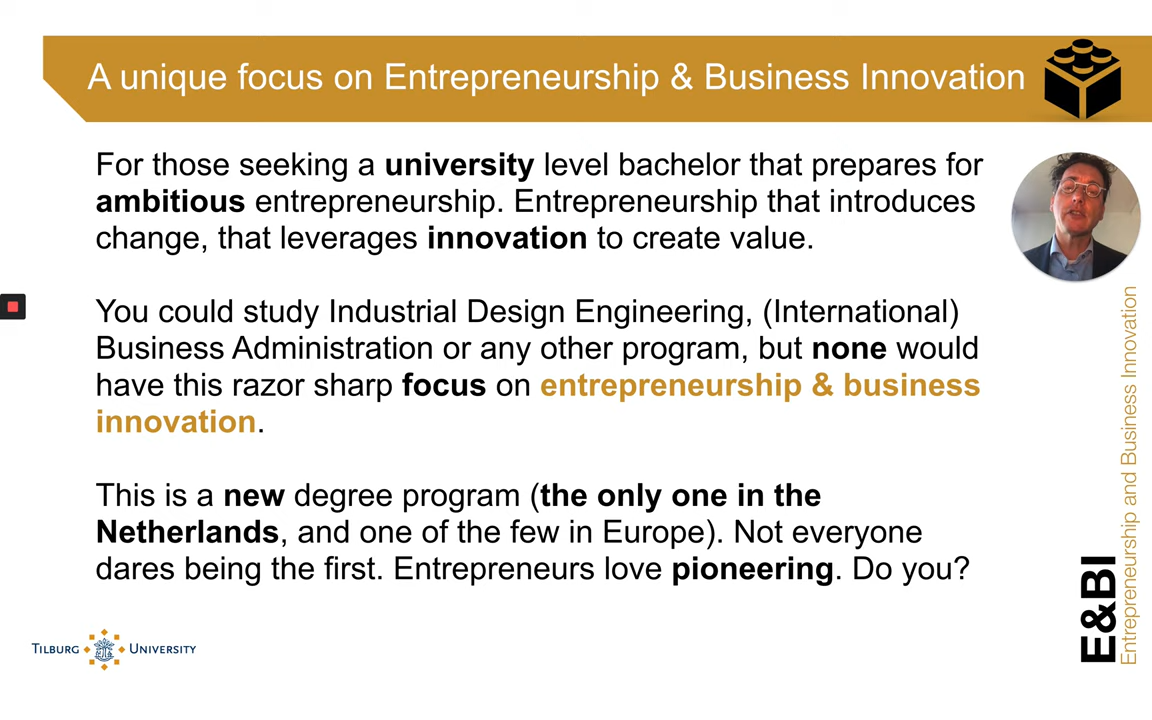 A unique focus on Entrepreneurship & Business Innovation
For those seeking a university level bachelor that prepares for
ambitious entrepreneurship. Entrepreneurship that introduces
change, that leverages innovation to create value.
You could study Industrial Design Engineering, (International)
Business Administration or any other program, but none would
have this razor sharp focus on entrepreneurship & business
innovation.
This is a new degree program (the only one in the
Netherlands, and one of the few in Europe). Not everyone
dares being the first. Entrepreneurs love pioneering. Do you?
E&BI
Entrepreneurship and Business Innovation
TILBURG UNIVERSITY